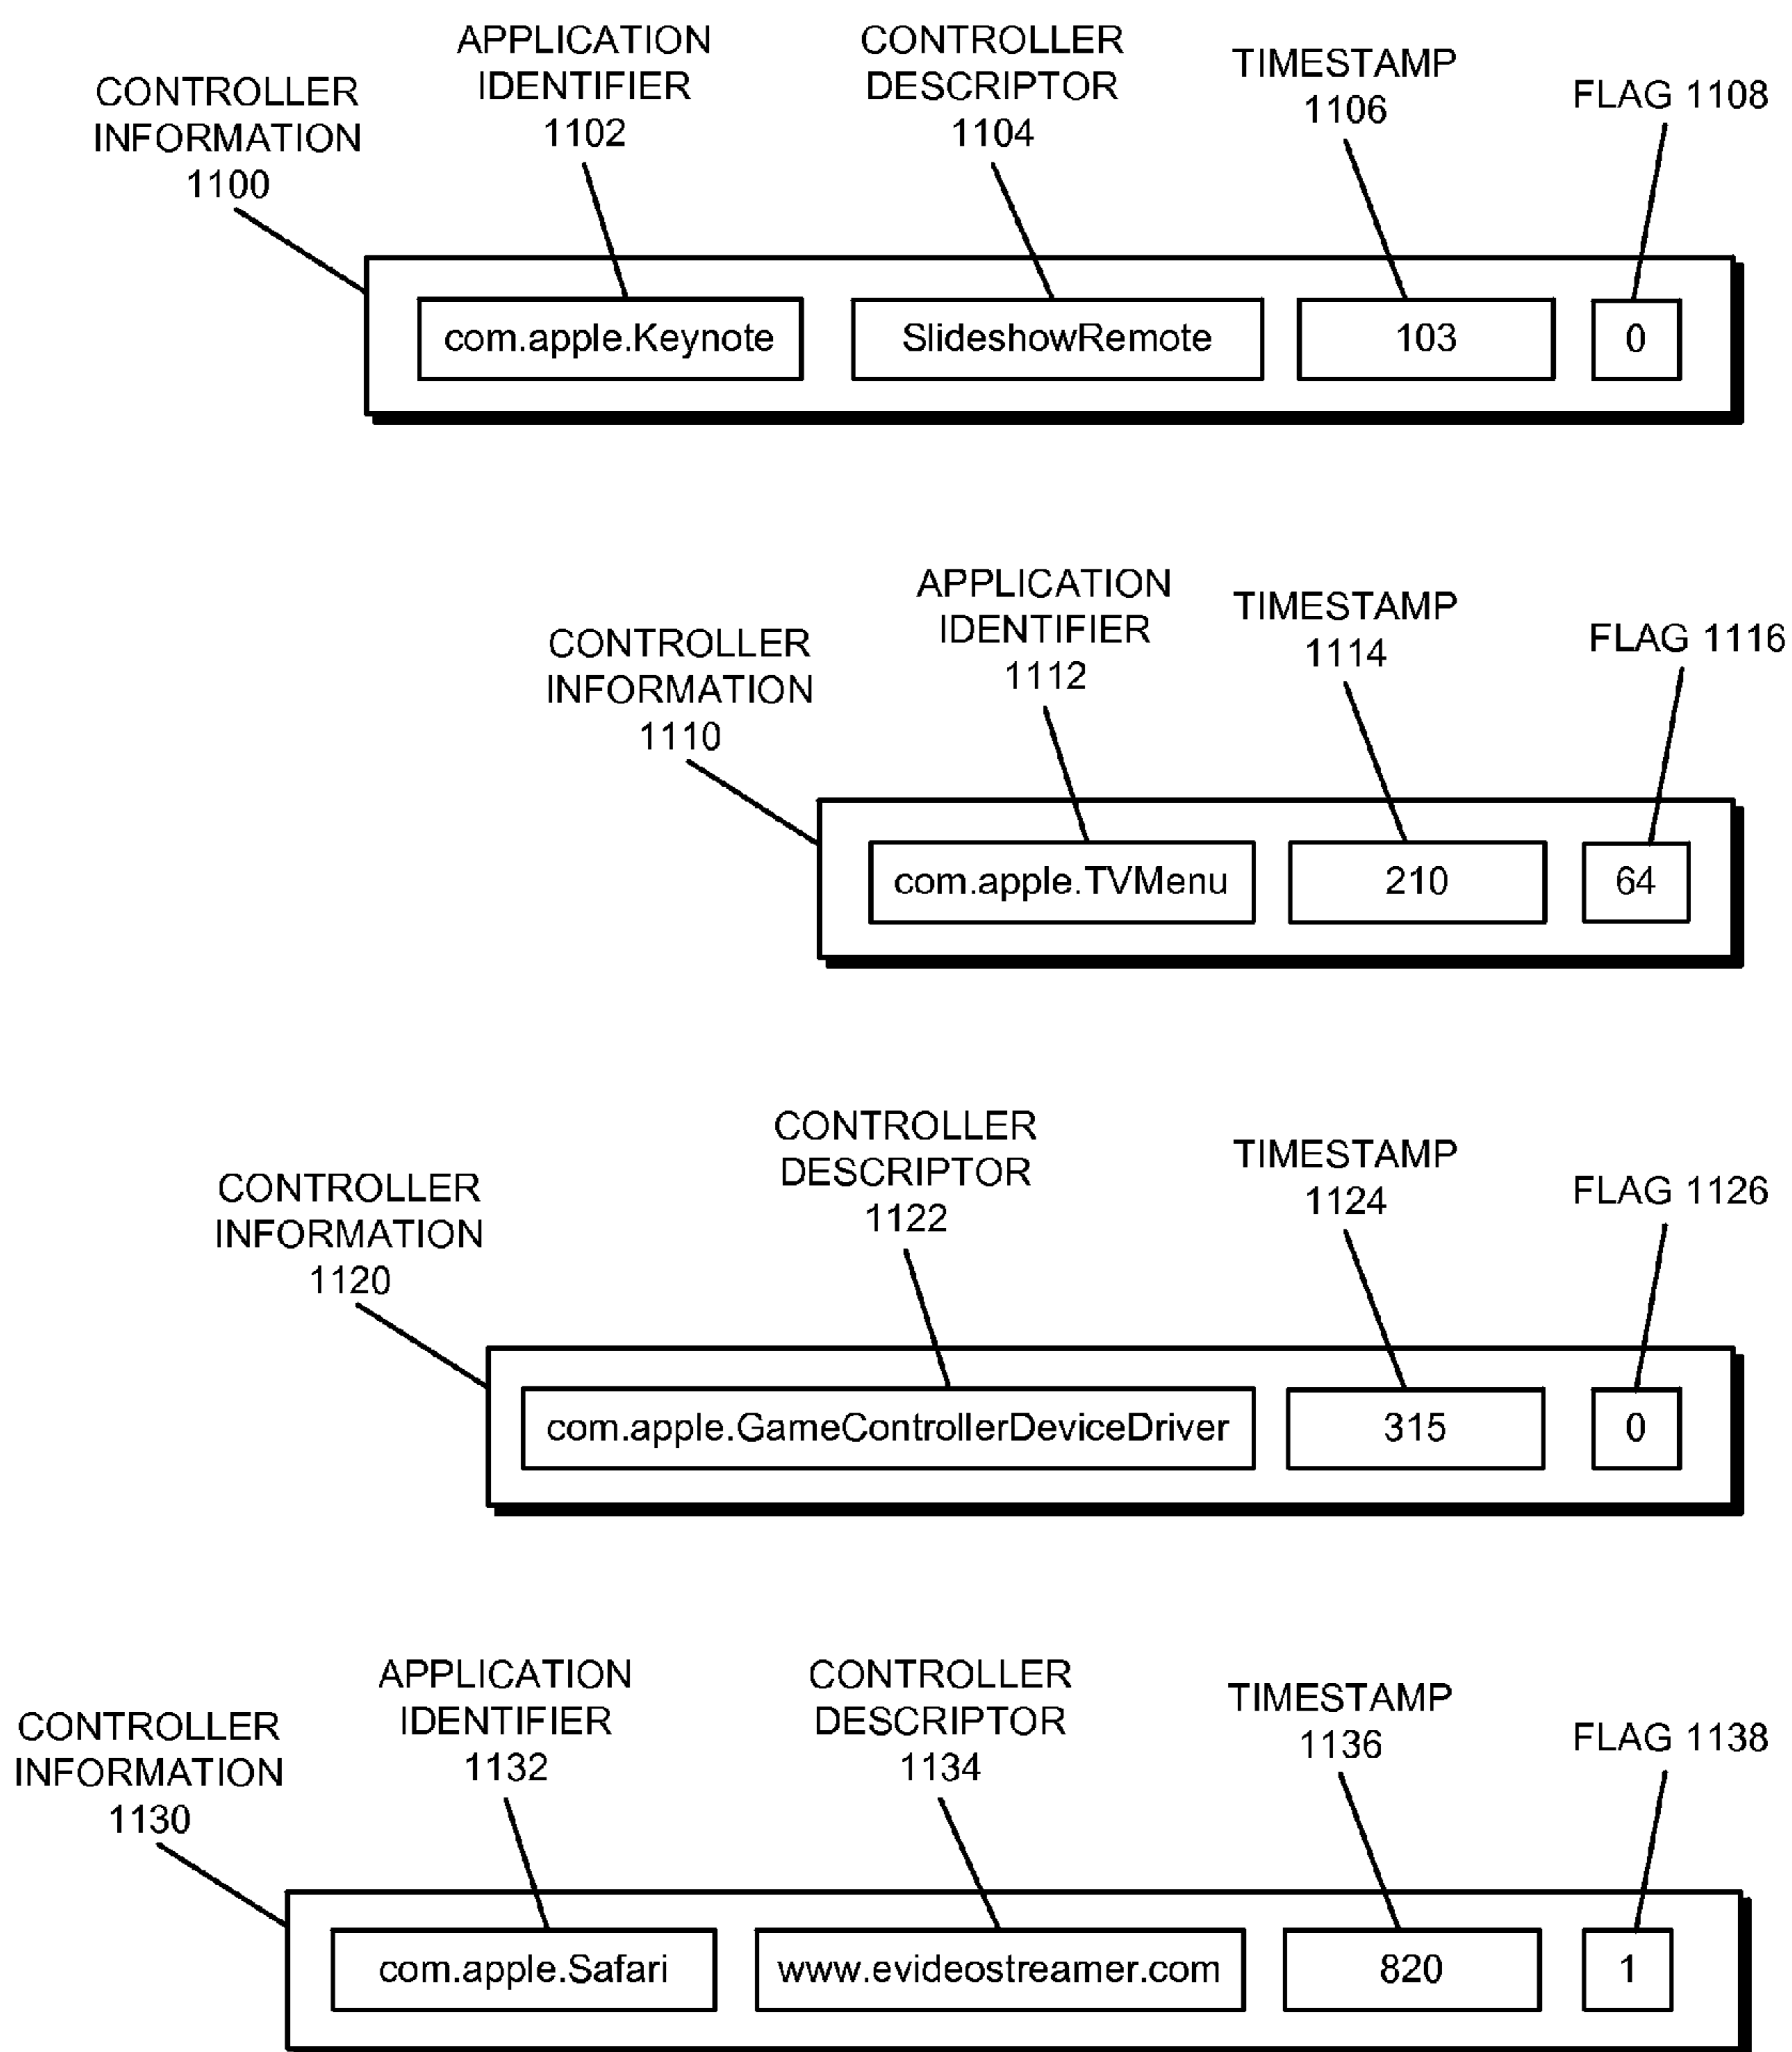 CONTROLLER
INFORMATION
1100
APPLICATION
IDENTIFIER
1102
CONTROLLER
DESCRIPTOR
1104
TIMESTAMP
1106
FLAG 1108
com.apple.Keynote
SlideshowRemote
103
0
CONTROLLER
INFORMATION
1110
APPLICATION
IDENTIFIER
1112
TIMESTAMP
1114
FLAG 1116
com.apple.TVMenu
210
64
CONTROLLER
INFORMATION
1120
CONTROLLER
DESCRIPTOR
1122
TIMESTAMP
1124
FLAG 1126
com.apple.GameControllerDeviceDriver
315
0
CONTROLLER
INFORMATION
1130
APPLICATION
IDENTIFIER
1132
CONTROLLER
DESCRIPTOR
1134
TIMESTAMP
1136
FLAG 1138
com.apple.Safari
www.evideostreamer.com
820
1